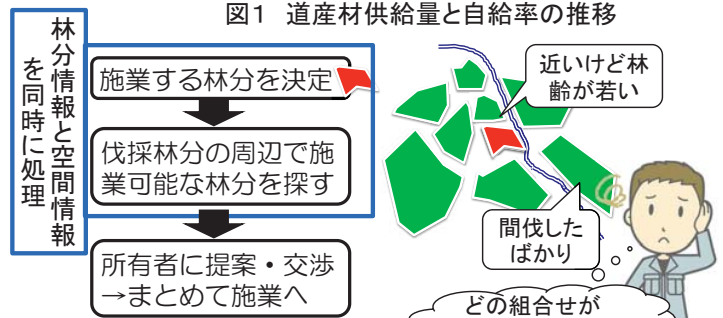 図1 道産材供給量と自給率の推移
林分情報と空間情報
を同時に処理
施業する林分を決定
伐採林分の周辺で施
業可能な林分を探す
所有者に提案・交渉
→まとめて施業へ
近いけど林
齢が若い
間伐した
ばかり
どの組合せが